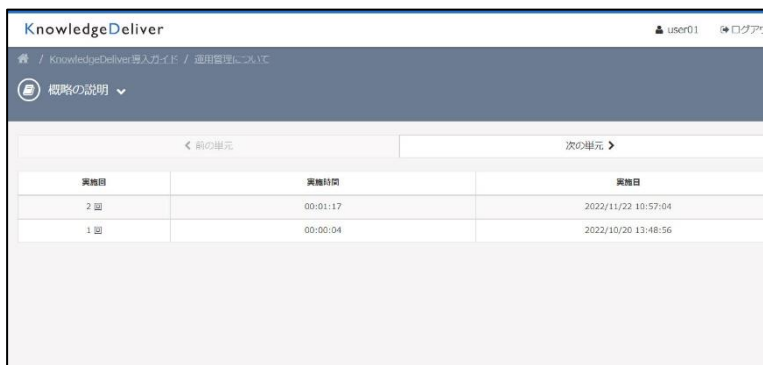 KnowledgeDeliver
user01 ログアウ
/ KnowledgeDeliver導入ガイド / 運用管理について
概略の説明
前の単元 次の単元
実施回 実施時間 実施日
2 回 00:01:17 2022/11/22 10:57:04
1 回 00:00:04 2022/10/20 13:48:56